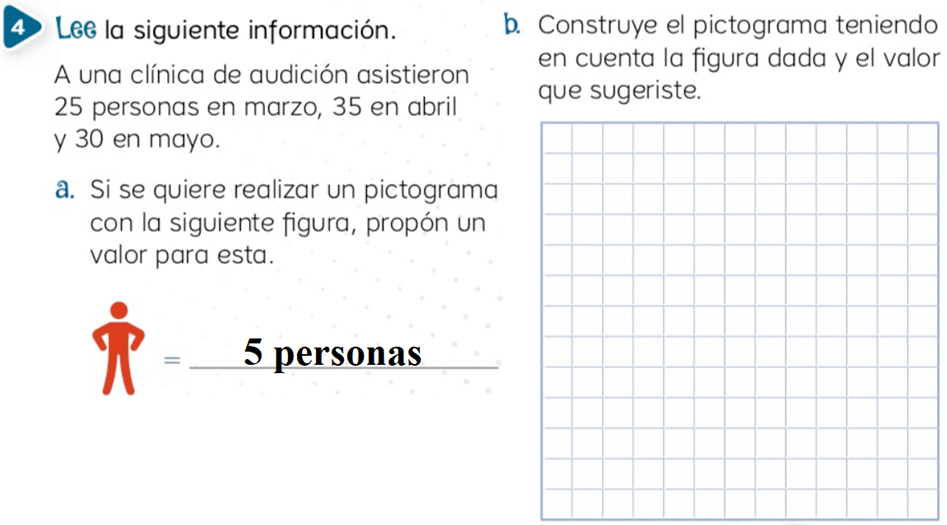 4 Lee la siguiente información.
A una clínica de audición asistieron
25 personas en marzo, 35 en abril
y 30 en mayo.
a. Si se quiere realizar un pictograma
con la siguiente figura, propón un
valor para esta.
= 5 personas
b. Construye el pictograma teniendo
en cuenta la figura dada y el valor
que sugeriste.